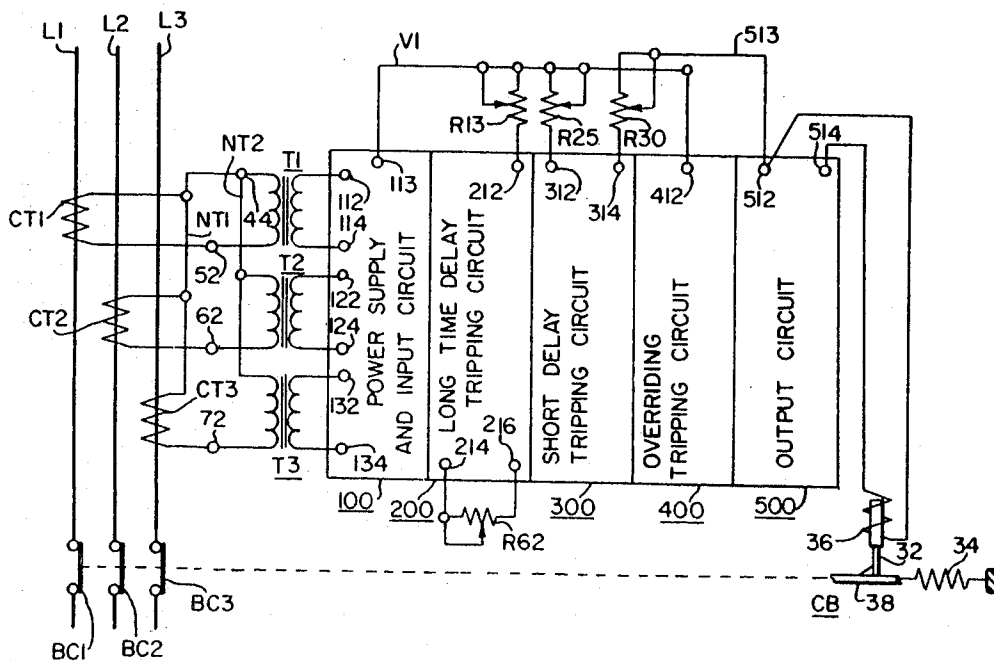 L1
L2
L3
V1
513
R13
R25
R30
514
NT2
T1
113
212
312
314
412
512
CT1
44
112
NT1
114
52
T2
122
CT2
62
124
132
CT3
72
134
T3
POWER SUPPLY
AND INPUT CIRCUIT
LONG TIME DELAY
TRIPPING CIRCUIT
SHORT DELAY
TRIPPING CIRCUIT
OVERRIDING
TRIPPING CIRCUIT
OUTPUT CIRCUIT
214
216
100
200
300
400
500
R62
36
32
34
38
CB
BC1
BC2
BC3